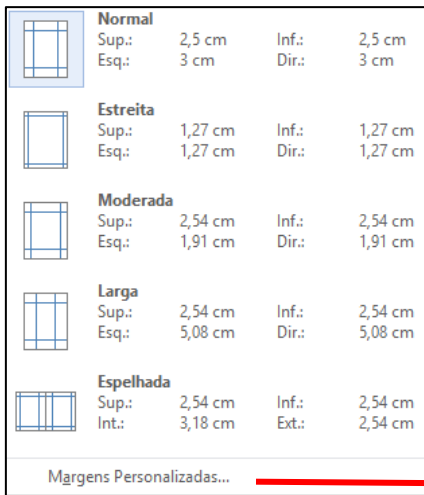 Normal
Sup.: 2,5 cm Inf.: 2,5 cm
Esq.: 3 cm Dir.: 3 cm
Estreita
Sup.: 1,27 cm Inf.: 1,27 cm
Esq.: 1,27 cm Dir.: 1,27 cm
Moderada
Sup.: 2,54 cm Inf.: 2,54 cm
Esq.: 1,91 cm Dir.: 1,91 cm
Larga
Sup.: 2,54 cm Inf.: 2,54 cm
Esq.: 5,08 cm Dir.: 5,08 cm
Espelhada
Sup.: 2,54 cm Inf.: 2,54 cm
Int.: 3,18 cm Ext.: 2,54 cm
Margens Personalizadas...